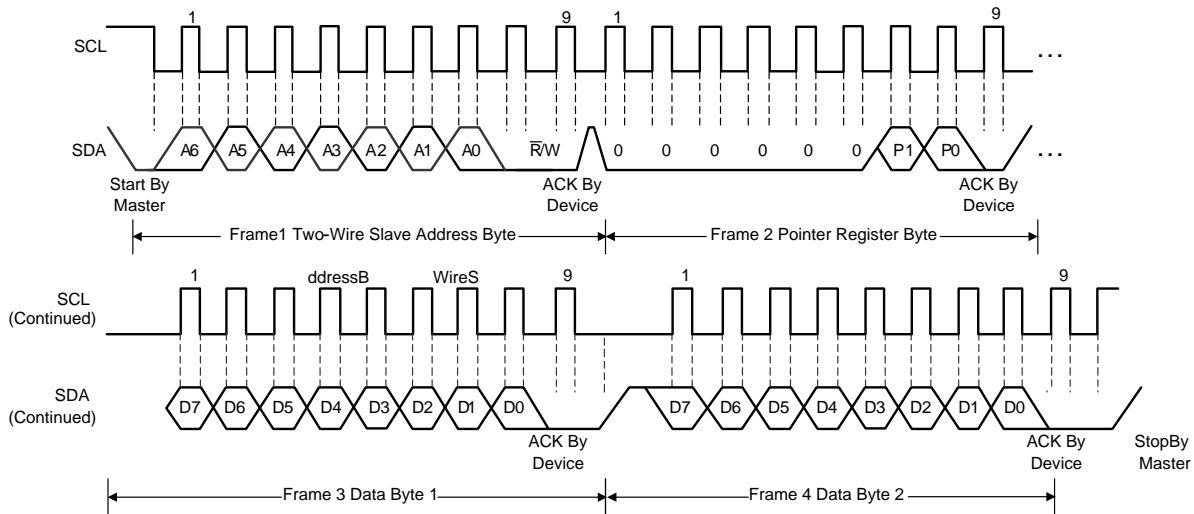 1 9 1 9
SCL ...
SDA A6 A5 A4 A3 A2 A1 A0 R̅/W 0 0 0 0 0 0 P1 P0 ...
Start By Master ACK By Device ACK By Device
Frame1 Two-Wire Slave Address Byte Frame 2 Pointer Register Byte
1 ddressB WireS 9 1 9
SCL (Continued)
SDA (Continued) D7 D6 D5 D4 D3 D2 D1 D0 D7 D6 D5 D4 D3 D2 D1 D0
ACK By Device ACK By Device StopBy Master
Frame 3 Data Byte 1 Frame 4 Data Byte 2